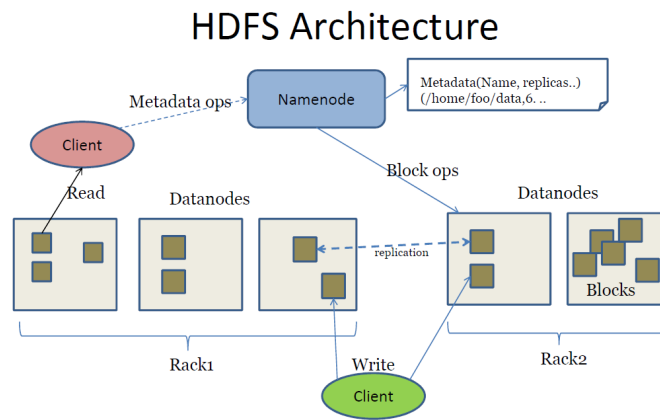 HDFS Architecture
Metadata(Name, replicas..)
(/home/foo/data,6. ..
Namenode
Metadata ops
Client
Block ops
Read
Datanodes
Datanodes
replication
Blocks
Rack1
Write
Rack2
Client